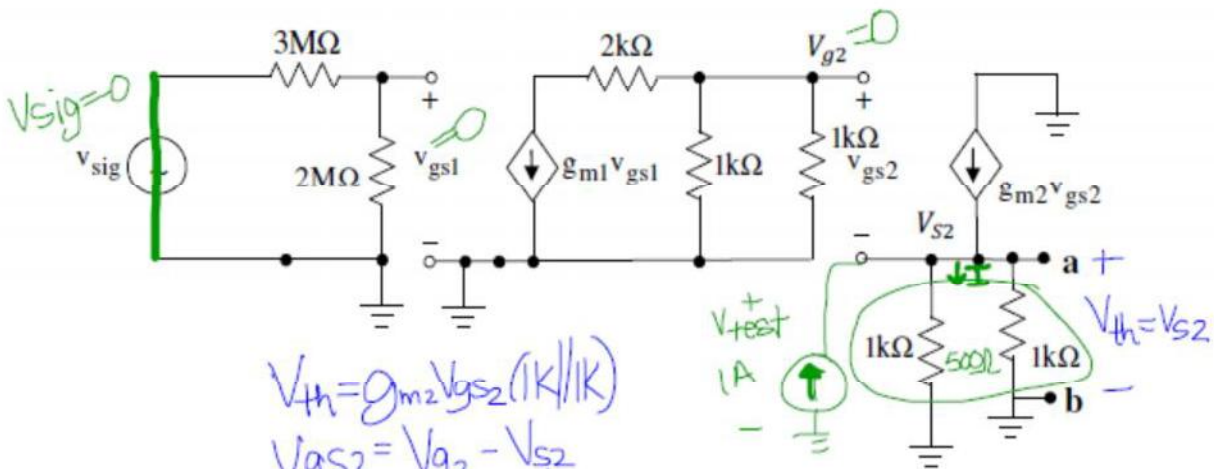 3MΩ
2kΩ
Vg2=0
Vsig=0
vsig
2MΩ
+
vgs1=0
−
gm1vgs1
1kΩ
+
1kΩ
vgs2
−
gm2vgs2
VS2
I
a +
Vth=VS2
b −
1kΩ
500Ω
1kΩ
+
Vtest
1A
−
Vth=gm2Vgs2(1K//1K)
Vgs2=Vg2-VS2